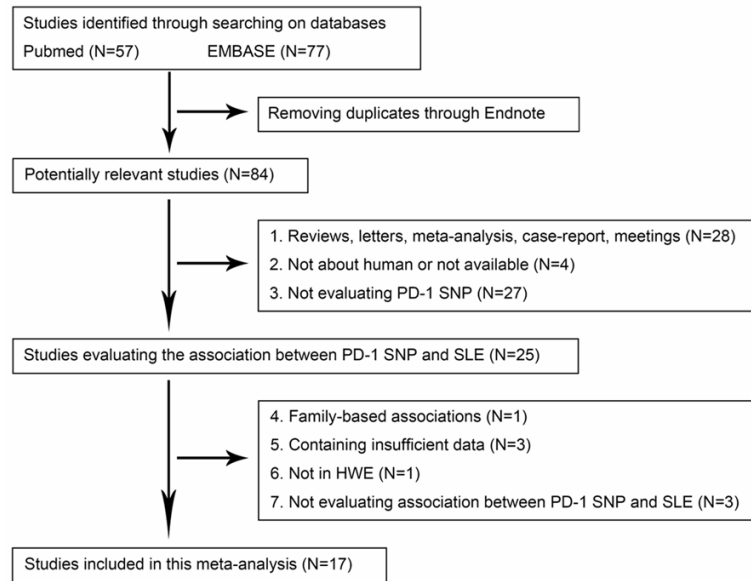 Studies identified through searching on databases
Pubmed (N=57) EMBASE (N=77)
Removing duplicates through Endnote
Potentially relevant studies (N=84)
1. Reviews, letters, meta-analysis, case-report, meetings (N=28)
2. Not about human or not available (N=4)
3. Not evaluating PD-1 SNP (N=27)
Studies evaluating the association between PD-1 SNP and SLE (N=25)
4. Family-based associations (N=1)
5. Containing insufficient data (N=3)
6. Not in HWE (N=1)
7. Not evaluating association between PD-1 SNP and SLE (N=3)
Studies included in this meta-analysis (N=17)